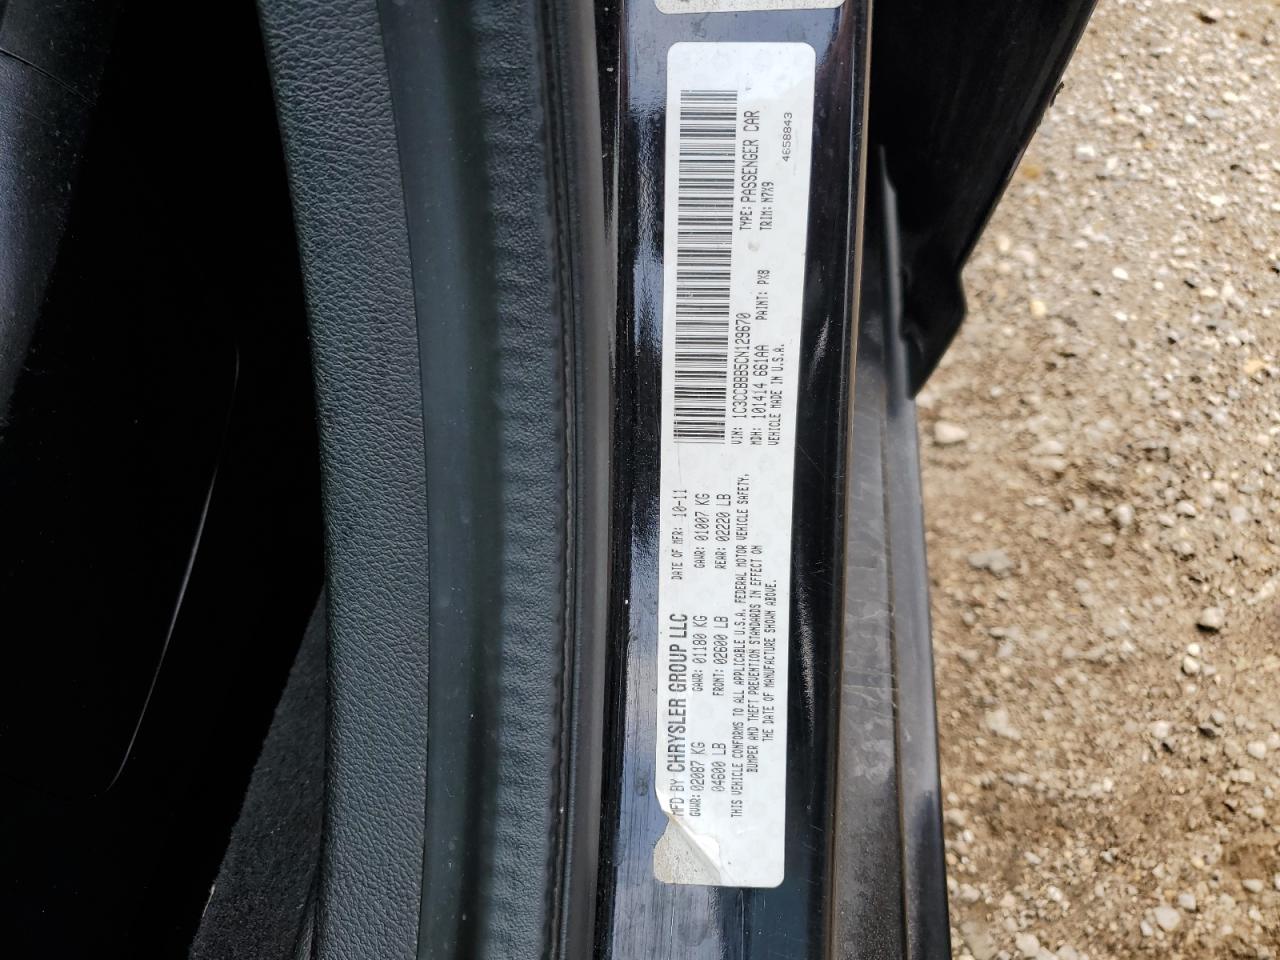 MFD BY CHRYSLER GROUP LLC DATE OF MFR: 10-11
GVWR: 02087 KG GAWR: 01180 KG GAWR: 01007 KG
04600 LB FRONT: 02600 LB REAR: 02220 LB
THIS VEHICLE CONFORMS TO ALL APPLICABLE U.S.A. FEDERAL MOTOR VEHICLE SAFETY,
BUMPER AND THEFT PREVENTION STANDARDS IN EFFECT ON
THE DATE OF MANUFACTURE SHOWN ABOVE.
VIN: 1C3CCBBB5CN129670 TYPE: PASSENGER CAR
MDH: 101414 661AA PAINT: PX8 TRIM: N7X9
VEHICLE MADE IN U.S.A.
4658843